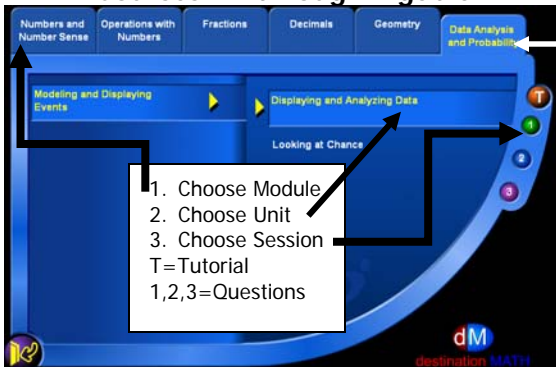 Numbers and
Number Sense
Operations with
Numbers
Fractions
Decimals
Geometry
Data Analysis
and Probability
Modeling and Displaying
Events
Displaying and Analyzing Data
Looking at Chance
T
1
2
3
1. Choose Module
2. Choose Unit
3. Choose Session
T=Tutorial
1,2,3=Questions
dM
destination MATH